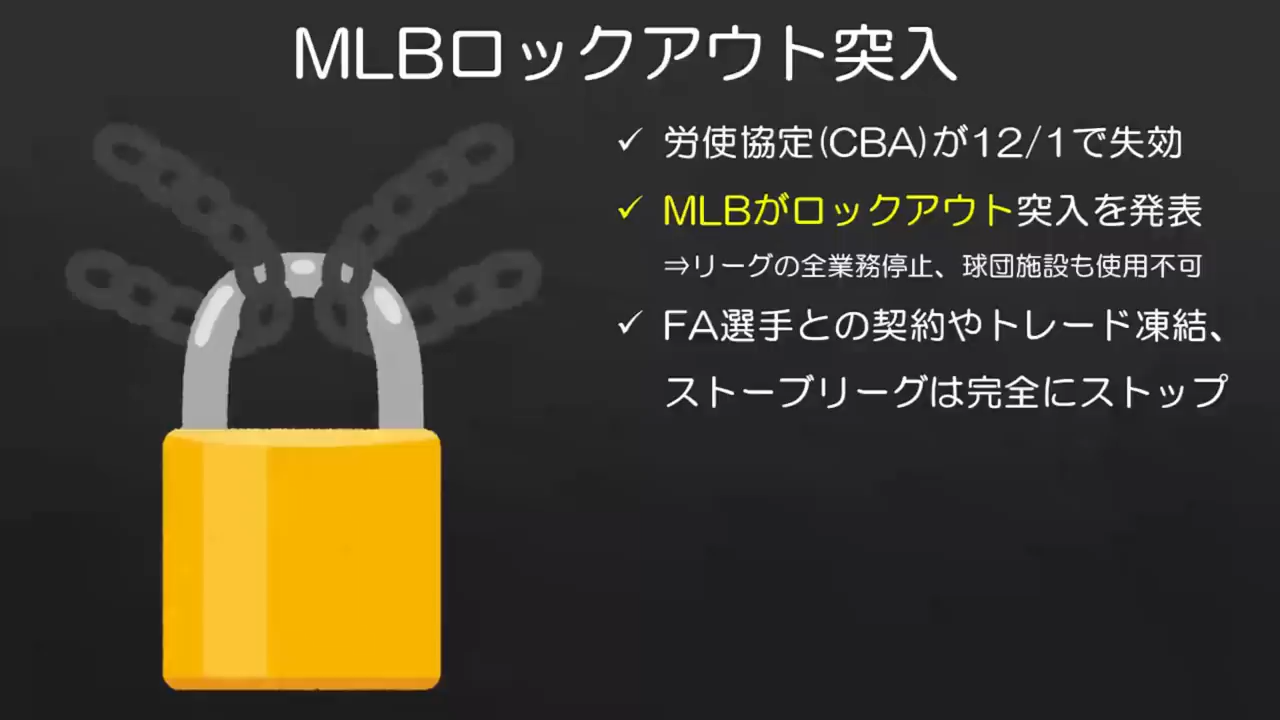 MLBロックアウト突入
✓ 労使協定(CBA)が12/1で失効
✓ MLBがロックアウト突入を発表
⇒リーグの全業務停止、球団施設も使用不可
✓ FA選手との契約やトレード凍結、
ストーブリーグは完全にストップ